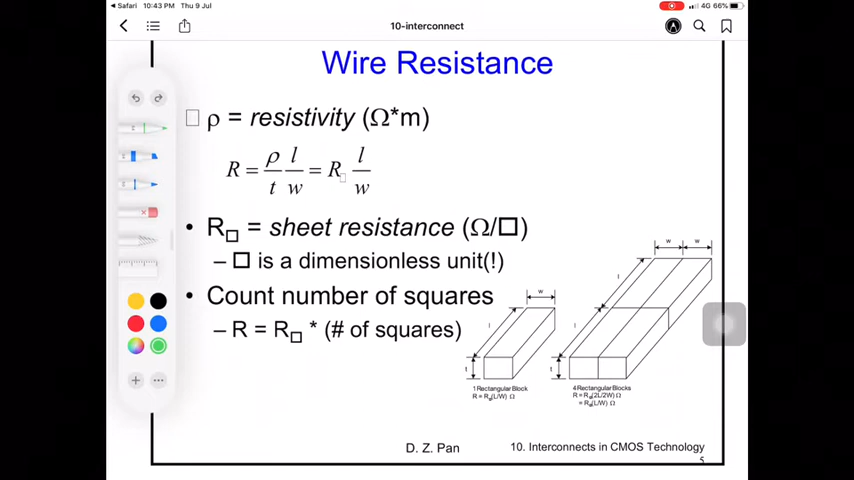 Safari 10:43 PM Thu 9 Jul 4G 66%
10-interconnect
Wire Resistance
□ ρ = resistivity (Ω*m)
R = ρ/t l/w = R□ l/w
• R□ = sheet resistance (Ω/□)
– □ is a dimensionless unit(!)
• Count number of squares
– R = R□ * (# of squares)
w
l
t
1 Rectangular Block
R = R□(L/W) Ω
w w
l
l
t
4 Rectangular Blocks
R = R□(2L/2W) Ω
= R□(L/W) Ω
D. Z. Pan
10. Interconnects in CMOS Technology
5